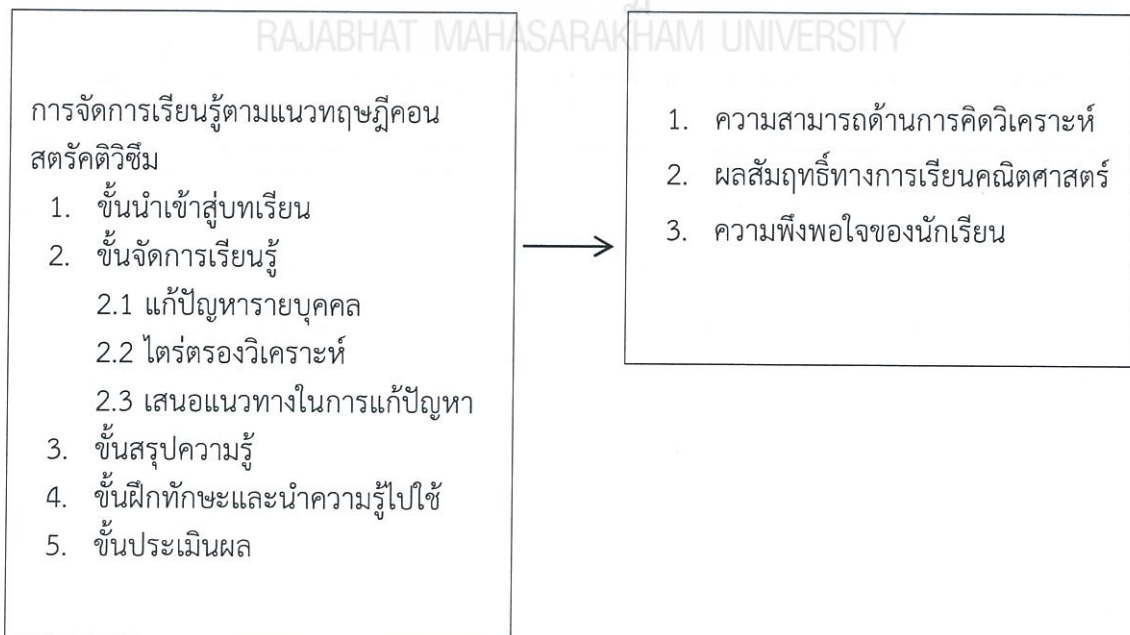 RAJABHAT MAHASARAKHAM UNIVERSITY
การจัดการเรียนรู้ตามแนวทฤษฎีคอน
สตรัคติวิซึม
1. ขั้นนำเข้าสู่บทเรียน
2. ขั้นจัดการเรียนรู้
2.1 แก้ปัญหารายบุคคล
2.2 ไตร่ตรองวิเคราะห์
2.3 เสนอแนวทางในการแก้ปัญหา
3. ขั้นสรุปความรู้
4. ขั้นฝึกทักษะและนำความรู้ไปใช้
5. ขั้นประเมินผล
1. ความสามารถด้านการคิดวิเคราะห์
2. ผลสัมฤทธิ์ทางการเรียนคณิตศาสตร์
3. ความพึงพอใจของนักเรียน